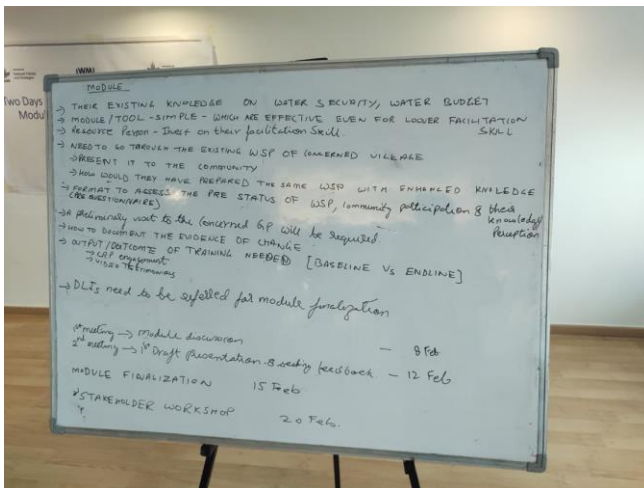 IWMI
Two Days
Modul
MODULE
→ THEIR EXISTING KNOWLEDGE ON WATER SECURITY, WATER BUDGET
→ MODULE/TOOL - SIMPLE - WHICH ARE EFFECTIVE EVEN FOR LOWER FACILITATION SKILL
→ Resource Person - Invest on their facilitation skill.
→ NEED TO GO THROUGH THE EXISTING WSP OF CONCERNED VILLAGE
→ PRESENT IT TO THE COMMUNITY
→ HOW WOULD THEY HAVE PREPARED THE SAME WSP WITH ENHANCED KNOWLEDGE
→ FORMAT TO ASSESS THE PRE STATUS OF WSP, community participation & their knowledge/
(PRE QUESTIONNAIRE) Perception
→ A preliminary visit to the concerned GP will be required.
→ HOW TO DOCUMENT THE EVIDENCE OF CHANGE.
→ OUTPUT/OUTCOME OF TRAINING NEEDED [BASELINE VS ENDLINE]
→ engagement
→ VIDEO Testimonials
→ DLIs need to be for module finalization
1st meeting → Module discussion — 8 Feb
2nd meeting → 1st Draft presentation & seeking feedback. — 12 Feb
MODULE FINALIZATION 15 Feb
STAKEHOLDER WORKSHOP 20 Feb.